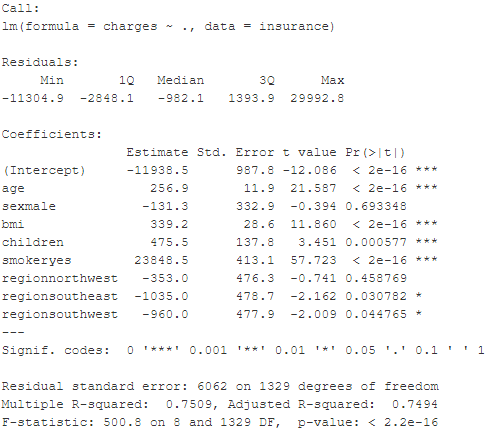 Call:
lm(formula = charges ~ ., data = insurance)
Residuals:
     Min       1Q   Median       3Q      Max
-11304.9  -2848.1   -982.1   1393.9  29992.8
Coefficients:
                Estimate Std. Error t value Pr(>|t|)
(Intercept)     -11938.5      987.8 -12.086  < 2e-16 ***
age                256.9       11.9  21.587  < 2e-16 ***
sexmale           -131.3      332.9  -0.394 0.693348
bmi                339.2       28.6  11.860  < 2e-16 ***
children           475.5      137.8   3.451 0.000577 ***
smokeryes        23848.5      413.1  57.723  < 2e-16 ***
regionnorthwest   -353.0      476.3  -0.741 0.458769
regionsoutheast  -1035.0      478.7  -2.162 0.030782 *
regionsouthwest   -960.0      477.9  -2.009 0.044765 *
---
Signif. codes:  0 '***' 0.001 '**' 0.01 '*' 0.05 '.' 0.1 ' ' 1
Residual standard error: 6062 on 1329 degrees of freedom
Multiple R-squared:  0.7509, Adjusted R-squared:  0.7494
F-statistic: 500.8 on 8 and 1329 DF,  p-value: < 2.2e-16